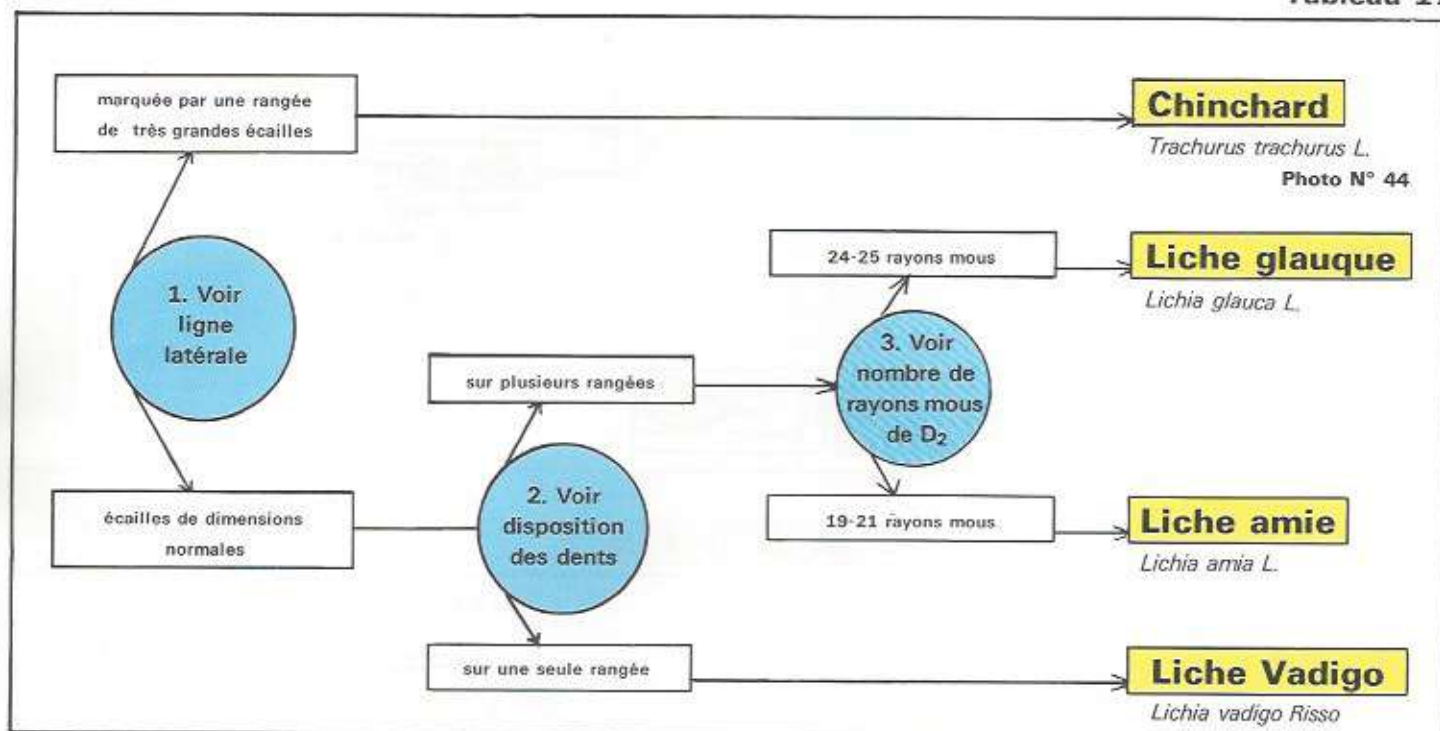 marquée par une rangée
de très grandes écailles
Chinchard
Trachurus trachurus L.
Photo N° 44
1. Voir
ligne
latérale
24-25 rayons mous
Liche glauque
Lichia glauca L.
sur plusieurs rangées
3. Voir
nombre de
rayons mous
de D2
écailles de dimensions
normales
2. Voir
disposition
des dents
19-21 rayons mous
Liche amie
Lichia amia L.
sur une seule rangée
Liche Vadigo
Lichia vadigo Risso